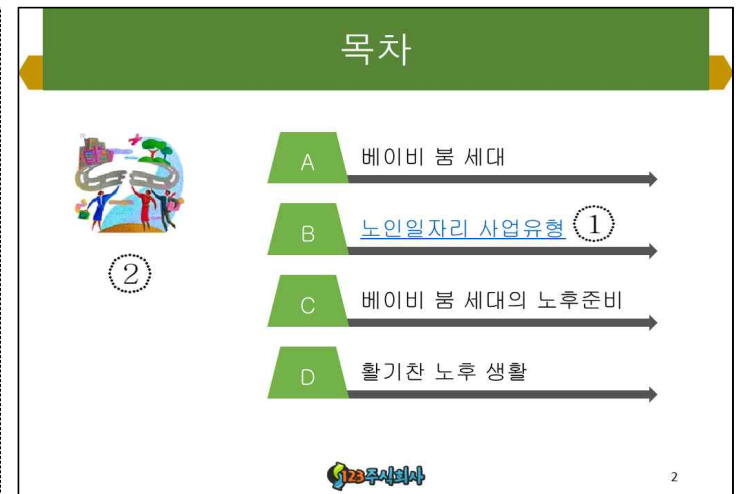 목차
A 베이비 붐 세대
B 노인일자리 사업유형 ①
②
C 베이비 붐 세대의 노후준비
D 활기찬 노후 생활
123주식회사
2